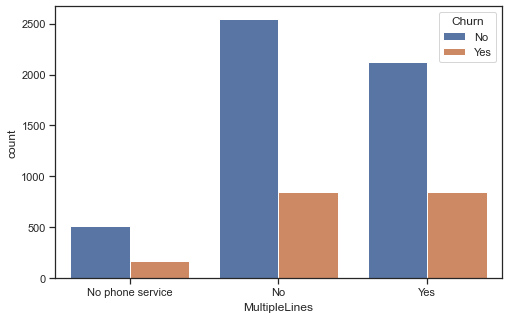 2500
2000
1500
1000
500
0
count
No phone service
No
Yes
MultipleLines
Churn
No
Yes